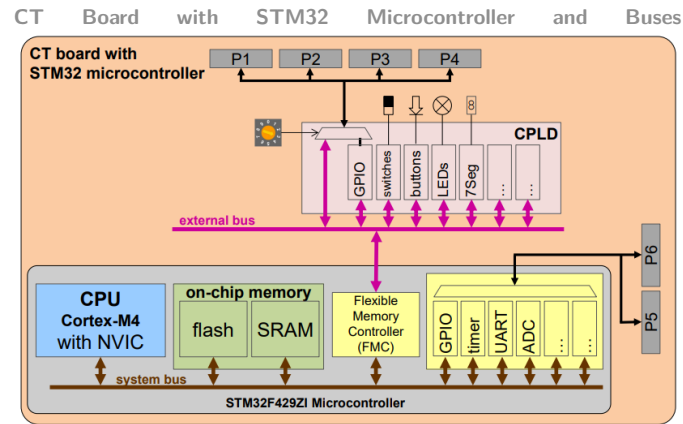 CT Board with STM32 Microcontroller and Buses
CT board with
STM32 microcontroller
P1 P2 P3 P4
CPLD
GPIO
switches
buttons
LEDs
7Seg
...
...
external bus
P6
P5
CPU
Cortex-M4
with NVIC
on-chip memory
flash
SRAM
Flexible
Memory
Controller
(FMC)
GPIO
timer
UART
ADC
...
...
system bus
STM32F429ZI Microcontroller